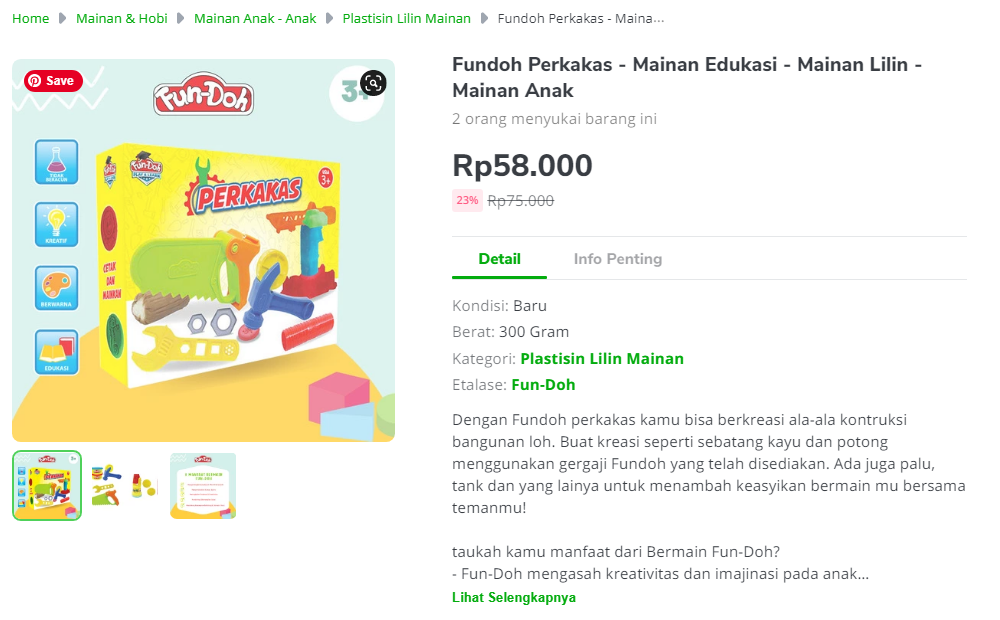 Home Mainan & Hobi Mainan Anak - Anak Plastisin Lilin Mainan Fundoh Perkakas - Maina...
Save
Fun-Doh
3+
TIDAK BERACUN
KREATIF
BERWARNA
EDUKASI
Fun-Doh
PERKAKAS
3+
CETAK
DAN
MAINKAN
Fundoh Perkakas - Mainan Edukasi - Mainan Lilin -
Mainan Anak
2 orang menyukai barang ini
Rp58.000
23% Rp75.000
Detail Info Penting
Kondisi: Baru
Berat: 300 Gram
Kategori: Plastisin Lilin Mainan
Etalase: Fun-Doh
Dengan Fundoh perkakas kamu bisa berkreasi ala-ala kontruksi
bangunan loh. Buat kreasi seperti sebatang kayu dan potong
menggunakan gergaji Fundoh yang telah disediakan. Ada juga palu,
tank dan yang lainya untuk menambah keasyikan bermain mu bersama
temanmu!
taukah kamu manfaat dari Bermain Fun-Doh?
- Fun-Doh mengasah kreativitas dan imajinasi pada anak...
Lihat Selengkapnya